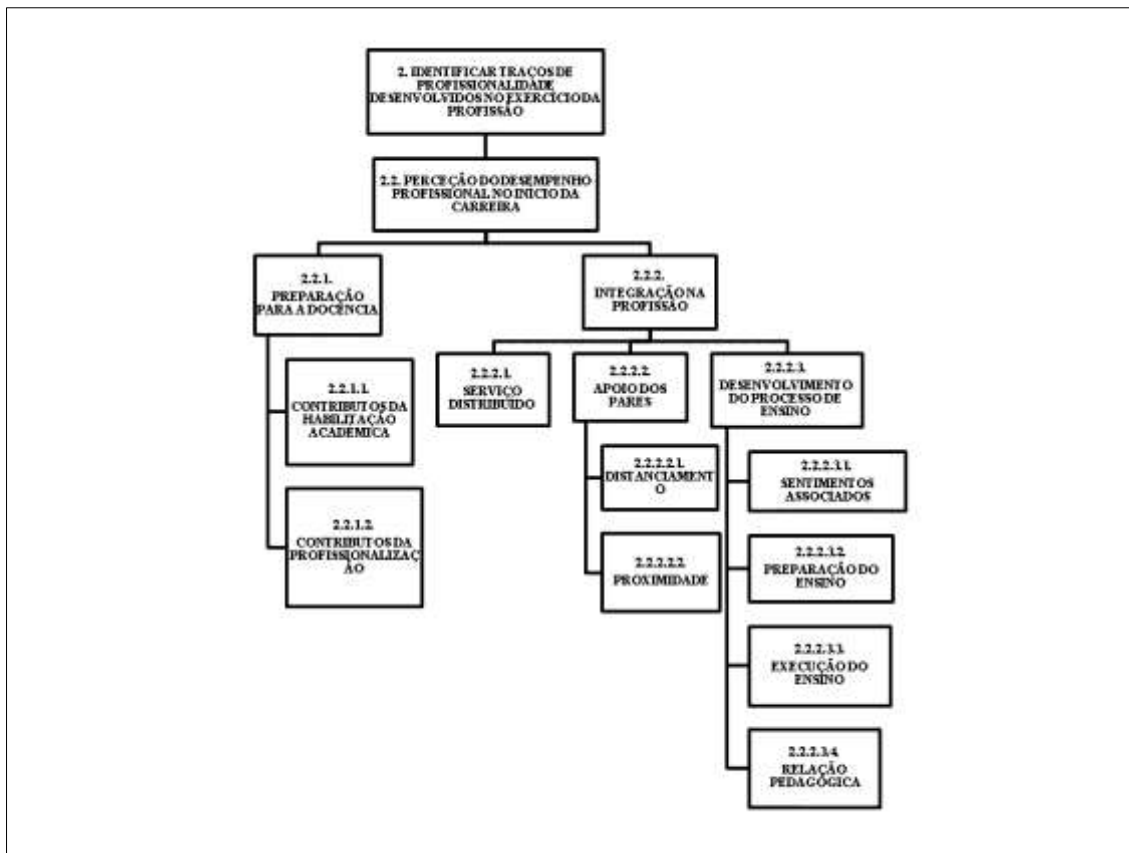 2. IDENTIFICAR TRAÇOS DE
PROFISSIONALIDADE
DESENVOLVIDOS NO EXERCÍCIO DA
PROFISSÃO
2.2. PERCEÇÃO DO DESEMPENHO
PROFISSIONAL NO INÍCIO DA
CARREIRA
2.2.1.
PREPARAÇÃO
PARA A DOCÊNCIA
2.2.1.1.
CONTRIBUTOS DA
HABILITAÇÃO
ACADÉMICA
2.2.1.2.
CONTRIBUTOS DA
PROFISSIONALIZAÇ
ÃO
2.2.2.
INTEGRAÇÃO NA
PROFISSÃO
2.2.2.1.
SERVIÇO
DISTRIBUÍDO
2.2.2.2.
APOIO DOS
PARES
2.2.2.2.1.
DISTANCIAMENT
O
2.2.2.2.2.
PROXIMIDADE
2.2.2.3.
DESENVOLVIMENTO
DO PROCESSO DE
ENSINO
2.2.2.3.1.
SENTIMENTOS
ASSOCIADOS
2.2.2.3.2.
PREPARAÇÃO DO
ENSINO
2.2.2.3.3.
EXECUÇÃO DO
ENSINO
2.2.2.3.4.
RELAÇÃO
PEDAGÓGICA